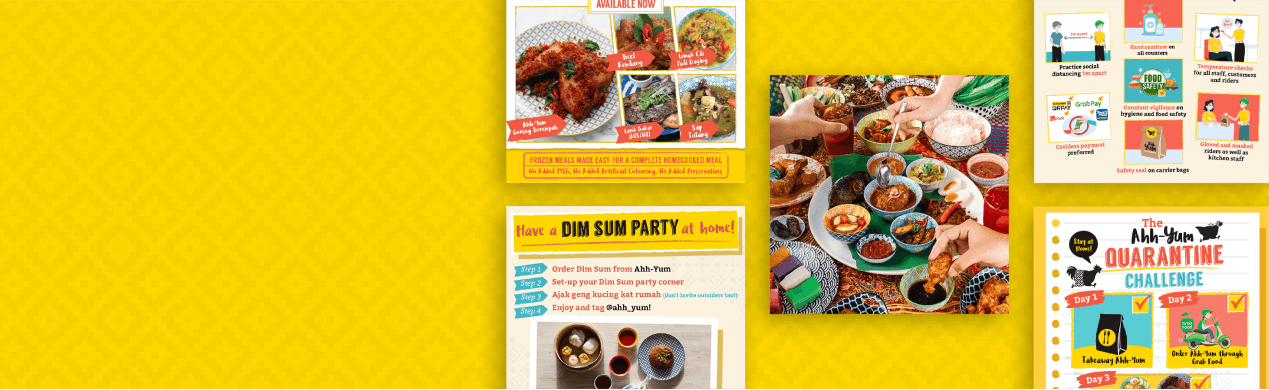 AVAILABLE NOW
Beef
Rendang
Lemak Cili
Padi Daging
Ahh-Yum
Goreng Berempah
Sup
Tulang
FROZEN MEALS MADE EASY FOR A COMPLETE HOMECOOKED MEAL
No Added MSG, No Added Artificial Colouring, No Added Preservatives
Have a DIM SUM PARTY at home!
Step 1 Order Dim Sum from Ahh-Yum
Step 2 Set-up your Dim Sum party corner
Step 3 Ajak geng kucing kat rumah (don't invite outsiders tau!)
Step 4 Enjoy and tag @ahh_yum!
1m apart
Practice social
distancing 1m apart
Hand sanitiser on
all counters
Temperature checks
for all staff, customers
and riders
GrabPay
Cashless payment
preferred
FOOD
SAFETY
Constant vigilance on
hygiene and food safety
Gloved and masked
riders as well as
kitchen staff
Safety seal on carrier bags
The
Ahh-Yum
QUARANTINE
CHALLENGE
Stay at
Home!
Day 1
Takeaway Ahh-Yum
Day 2
Order Ahh-Yum through
Grab Food
Day 3